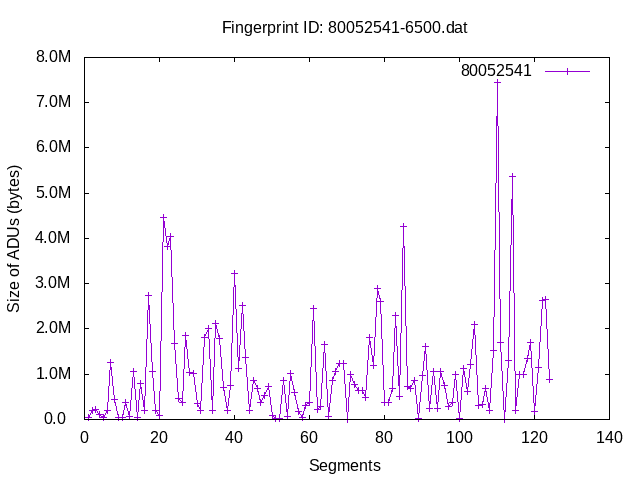 Fingerprint ID: 80052541-6500.dat
80052541
Size of ADUs (bytes)
8.0M
7.0M
6.0M
5.0M
4.0M
3.0M
2.0M
1.0M
0.0
0 20 40 60 80 100 120 140
Segments